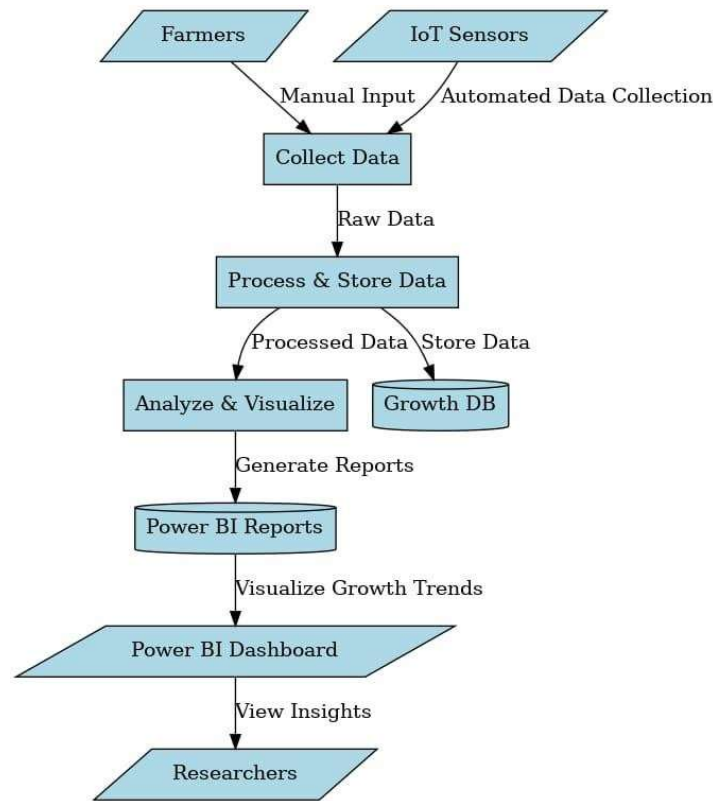 Farmers
IoT Sensors
Manual Input
Automated Data Collection
Collect Data
Raw Data
Process & Store Data
Processed Data
Store Data
Analyze & Visualize
Growth DB
Generate Reports
Power BI Reports
Visualize Growth Trends
Power BI Dashboard
View Insights
Researchers